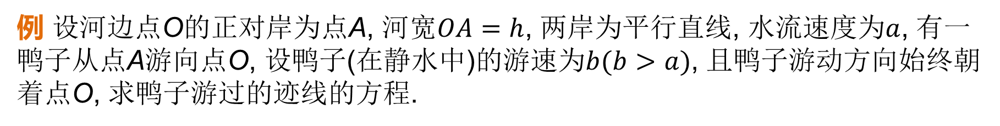 例 设河边点O的正对岸为点A, 河宽OA = h, 两岸为平行直线, 水流速度为a, 有一
鸭子从点A游向点O, 设鸭子(在静水中)的游速为b(b > a), 且鸭子游动方向始终朝
着点O, 求鸭子游过的迹线的方程.